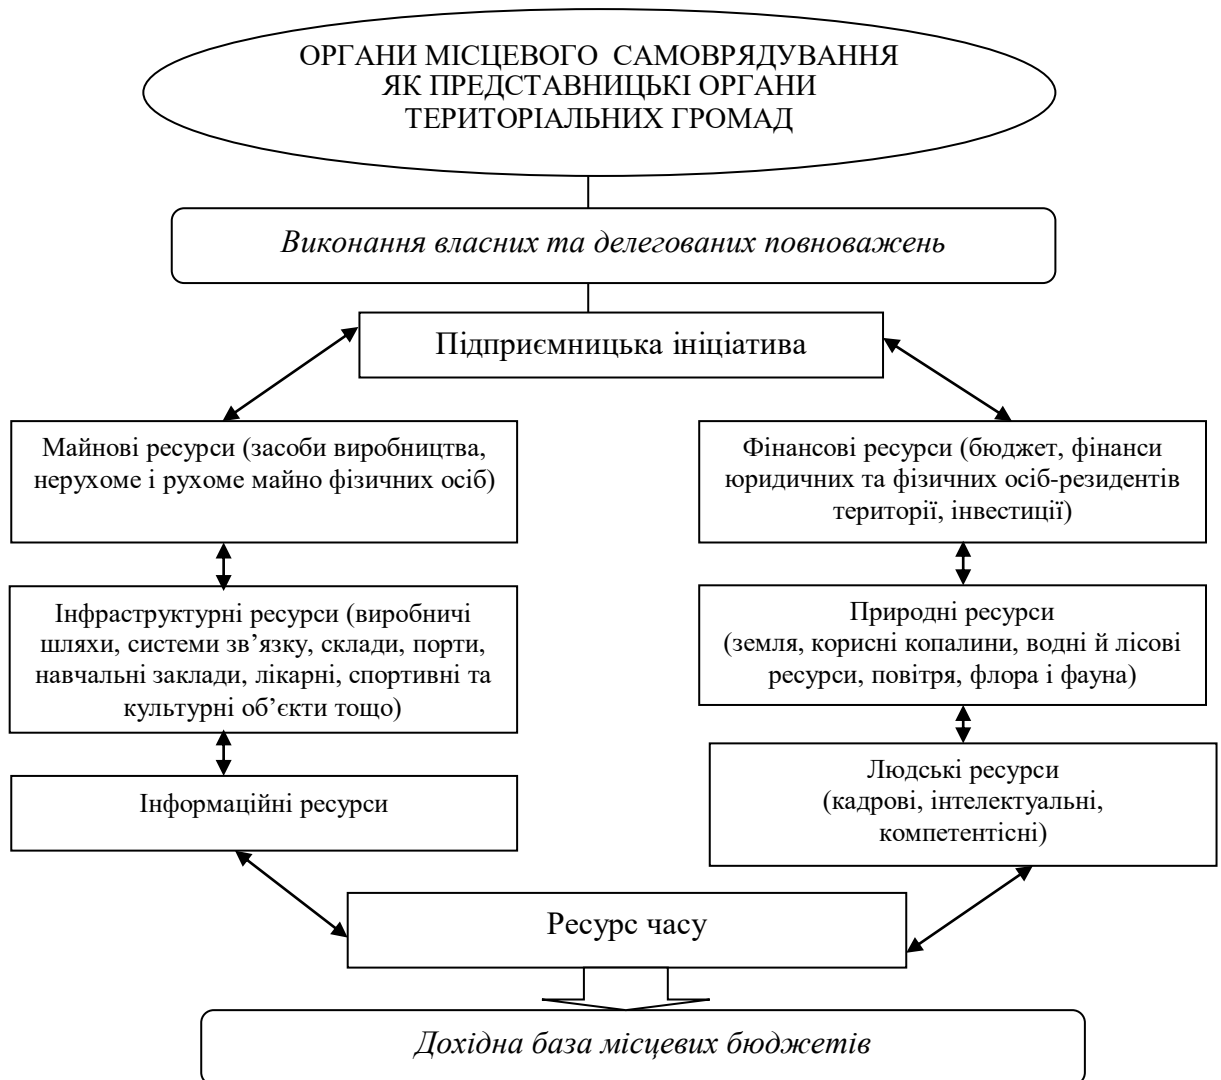 ОРГАНИ МІСЦЕВОГО САМОВРЯДУВАННЯ
ЯК ПРЕДСТАВНИЦЬКІ ОРГАНИ
ТЕРИТОРІАЛЬНИХ ГРОМАД
Виконання власних та делегованих повноважень
Підприємницька ініціатива
Майнові ресурси (засоби виробництва,
нерухоме і рухоме майно фізичних осіб)
Фінансові ресурси (бюджет, фінанси
юридичних та фізичних осіб-резидентів
території, інвестиції)
Інфраструктурні ресурси (виробничі
шляхи, системи зв’язку, склади, порти,
навчальні заклади, лікарні, спортивні та
культурні об’єкти тощо)
Природні ресурси
(земля, корисні копалини, водні й лісові
ресурси, повітря, флора і фауна)
Інформаційні ресурси
Людські ресурси
(кадрові, інтелектуальні,
компетентісні)
Ресурс часу
Дохідна база місцевих бюджетів